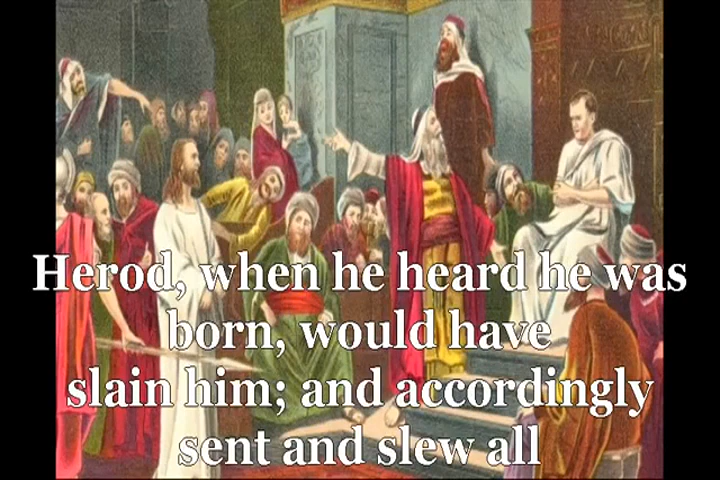 Herod, when he heard he was
born, would have
slain him; and accordingly
sent and slew all